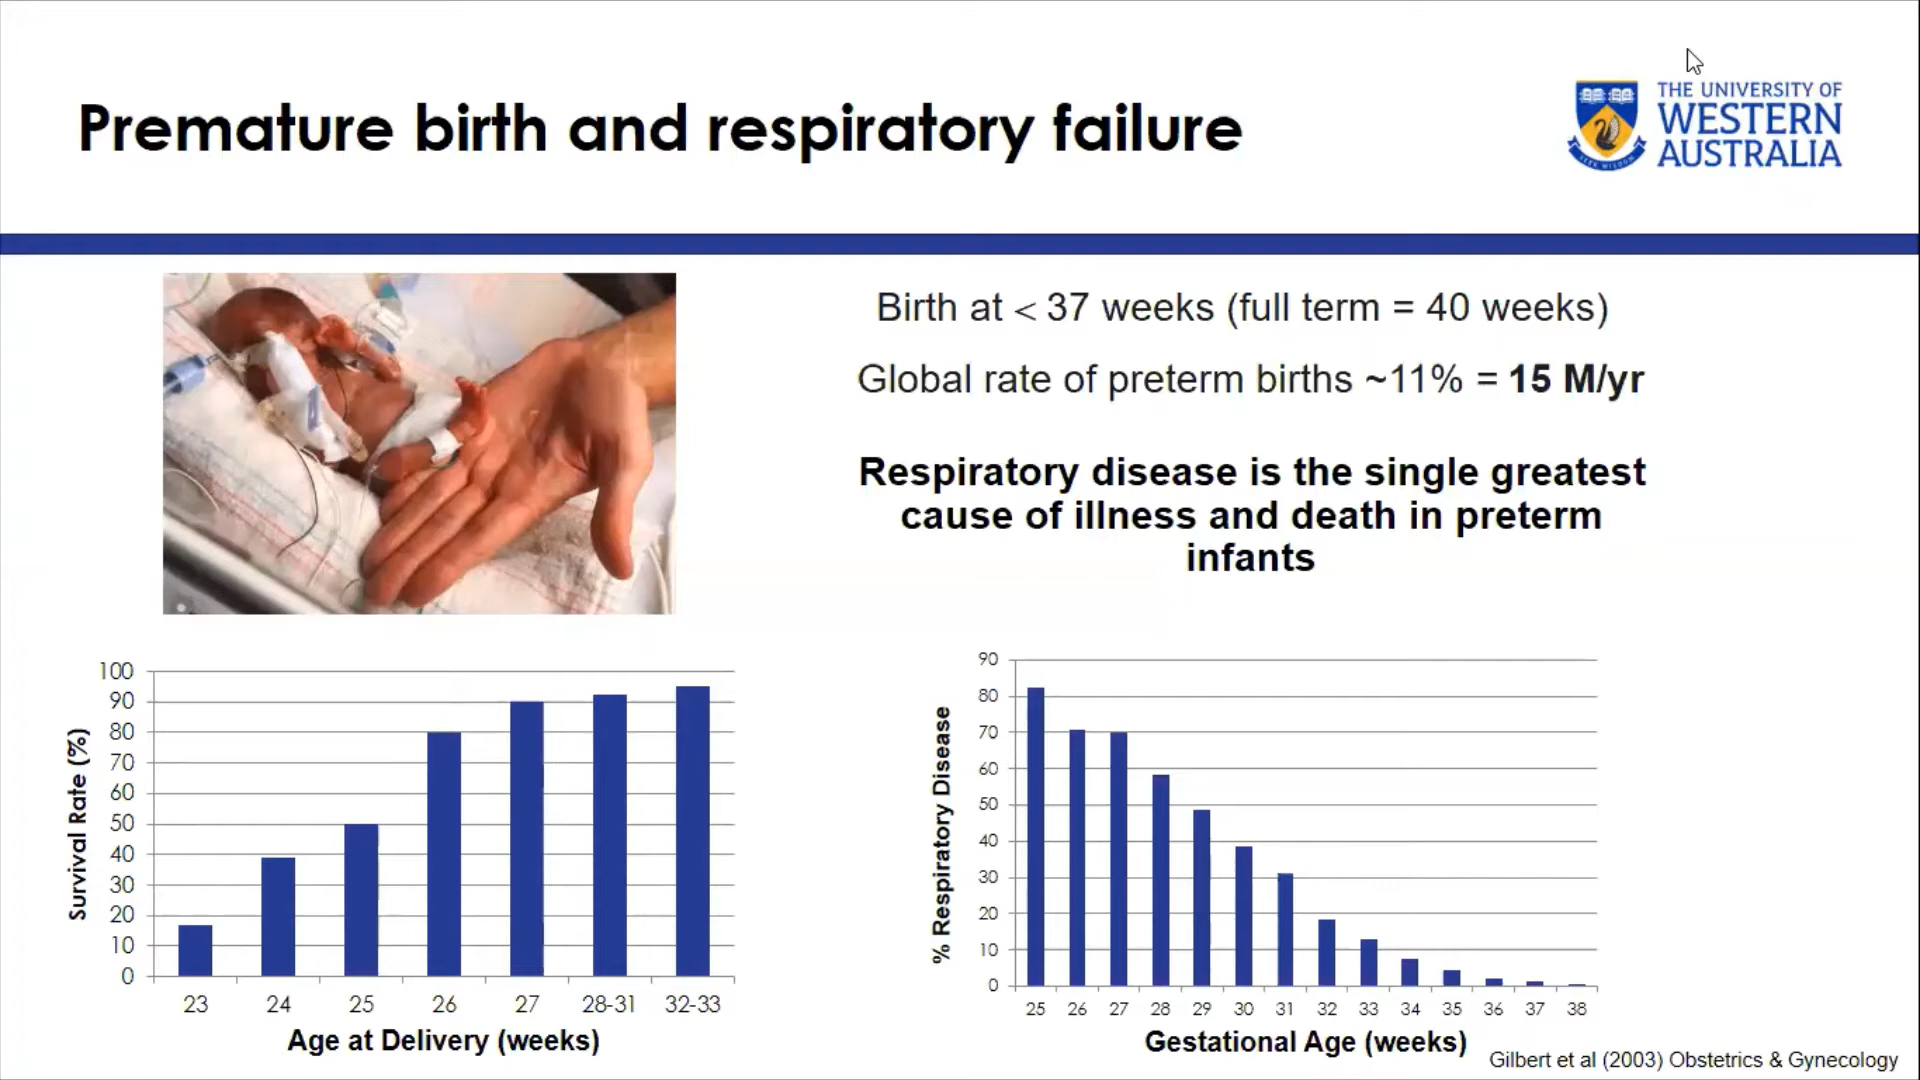 Premature birth and respiratory failure
THE UNIVERSITY OF
WESTERN
AUSTRALIA
Birth at < 37 weeks (full term = 40 weeks)
Global rate of preterm births ~11% = 15 M/yr
Respiratory disease is the single greatest
cause of illness and death in preterm
infants
Survival Rate (%)
100
90
80
70
60
50
40
30
20
10
0
23 24 25 26 27 28-31 32-33
Age at Delivery (weeks)
% Respiratory Disease
90
80
70
60
50
40
30
20
10
0
25 26 27 28 29 30 31 32 33 34 35 36 37 38
Gestational Age (weeks)
Gilbert et al (2003) Obstetrics & Gynecology